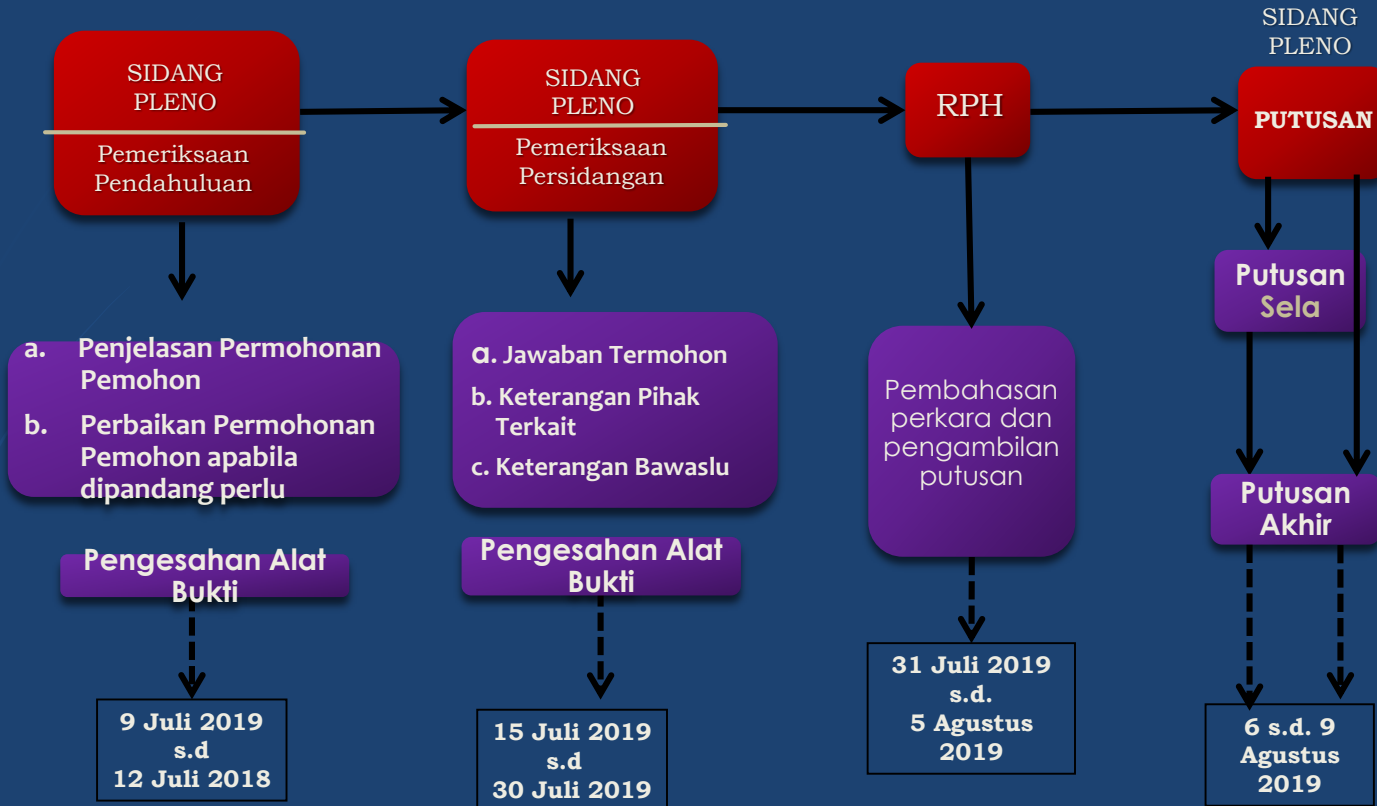 SIDANG
PLENO
Pemeriksaan
Pendahuluan
a. Penjelasan Permohonan
Pemohon
b. Perbaikan Permohonan
Pemohon apabila
dipandang perlu
Pengesahan Alat
Bukti
9 Juli 2019
s.d
12 Juli 2018
SIDANG
PLENO
Pemeriksaan
Persidangan
a. Jawaban Termohon
b. Keterangan Pihak
Terkait
c. Keterangan Bawaslu
Pengesahan Alat
Bukti
15 Juli 2019
s.d
30 Juli 2019
RPH
Pembahasan
perkara dan
pengambilan
putusan
31 Juli 2019
s.d.
5 Agustus
2019
SIDANG
PLENO
PUTUSAN
Putusan
Sela
Putusan
Akhir
6 s.d. 9
Agustus
2019